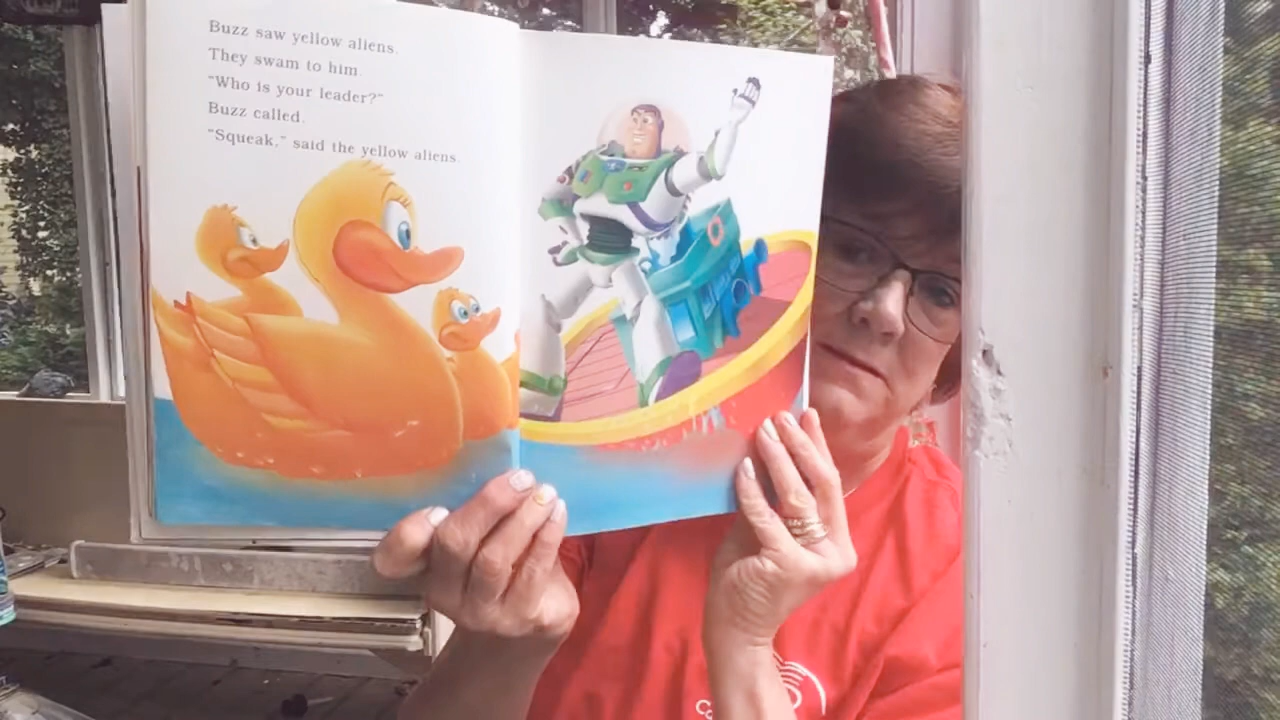 Buzz saw yellow aliens.
They swam to him.
"Who is your leader?"
Buzz called.
"Squeak," said the yellow aliens.